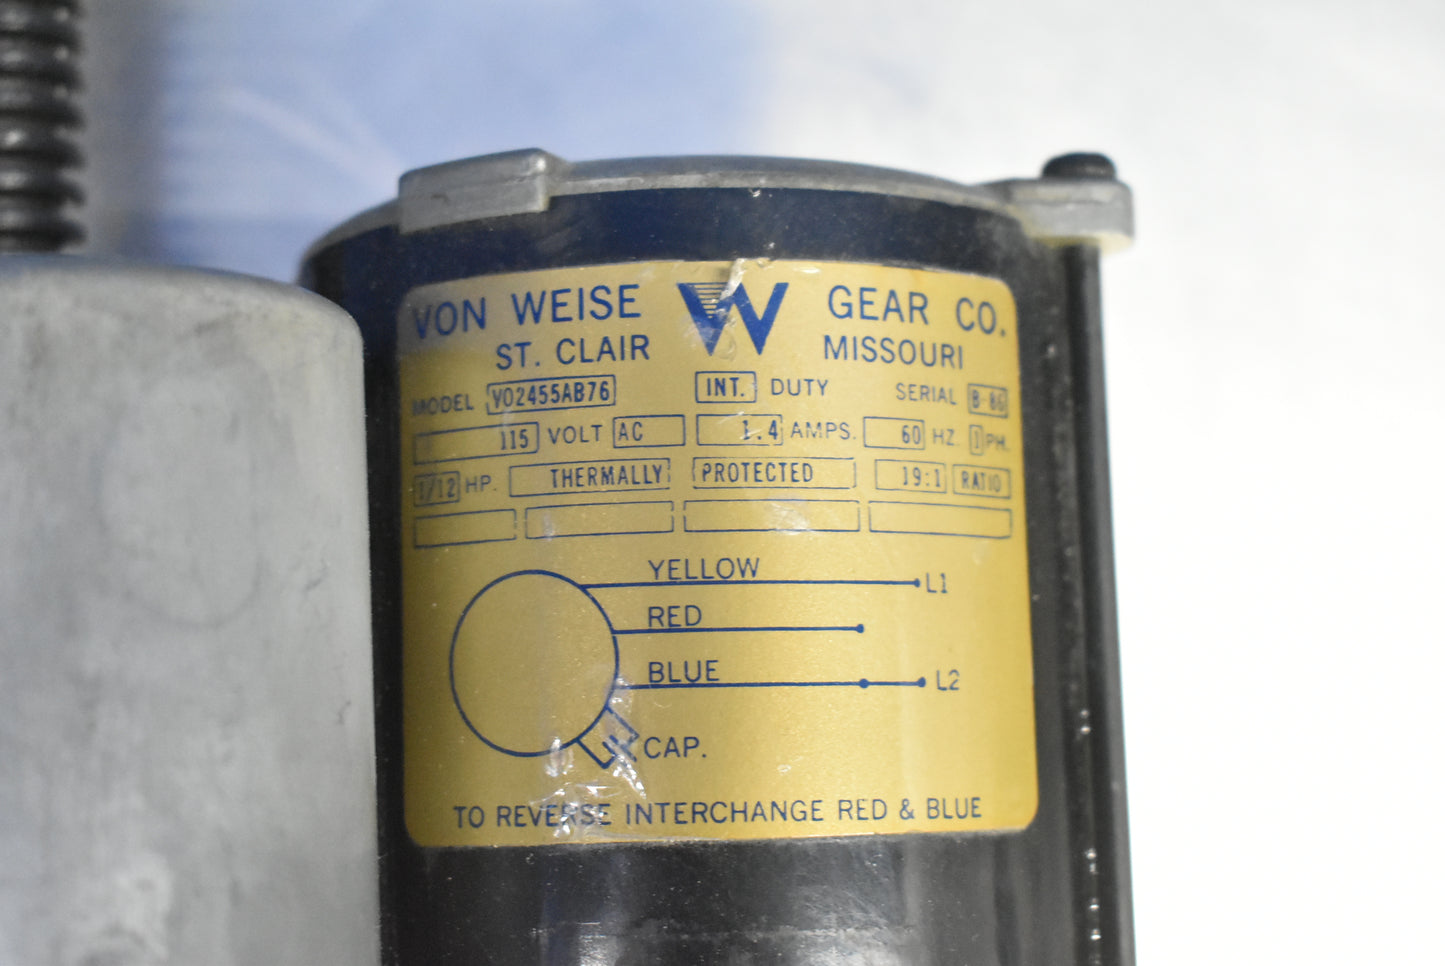 VON WEISE W GEAR CO.
ST. CLAIR MISSOURI
MODEL V02455AB76 INT. DUTY SERIAL B-86
115 VOLT AC 1.4 AMPS. 60 HZ. 1 PH.
1/12 HP. THERMALLY PROTECTED 19:1 RATIO
YELLOW L1
RED
BLUE L2
CAP.
TO REVERSE INTERCHANGE RED & BLUE